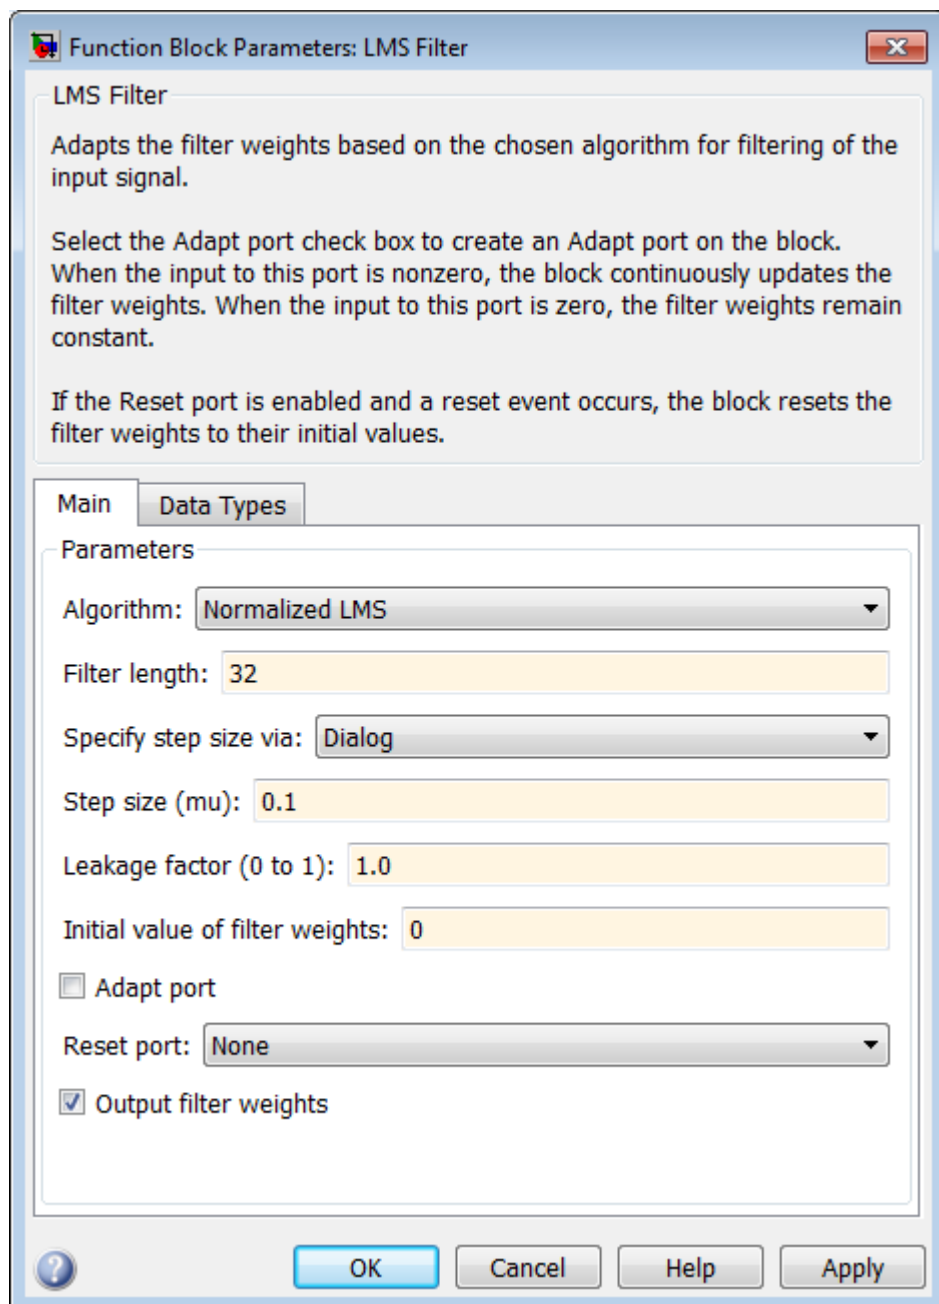 Function Block Parameters: LMS Filter
LMS Filter
Adapts the filter weights based on the chosen algorithm for filtering of the
input signal.
Select the Adapt port check box to create an Adapt port on the block.
When the input to this port is nonzero, the block continuously updates the
filter weights. When the input to this port is zero, the filter weights remain
constant.
If the Reset port is enabled and a reset event occurs, the block resets the
filter weights to their initial values.
Main Data Types
Parameters
Algorithm: Normalized LMS
Filter length: 32
Specify step size via: Dialog
Step size (mu): 0.1
Leakage factor (0 to 1): 1.0
Initial value of filter weights: 0
Adapt port
Reset port: None
Output filter weights
? OK Cancel Help Apply